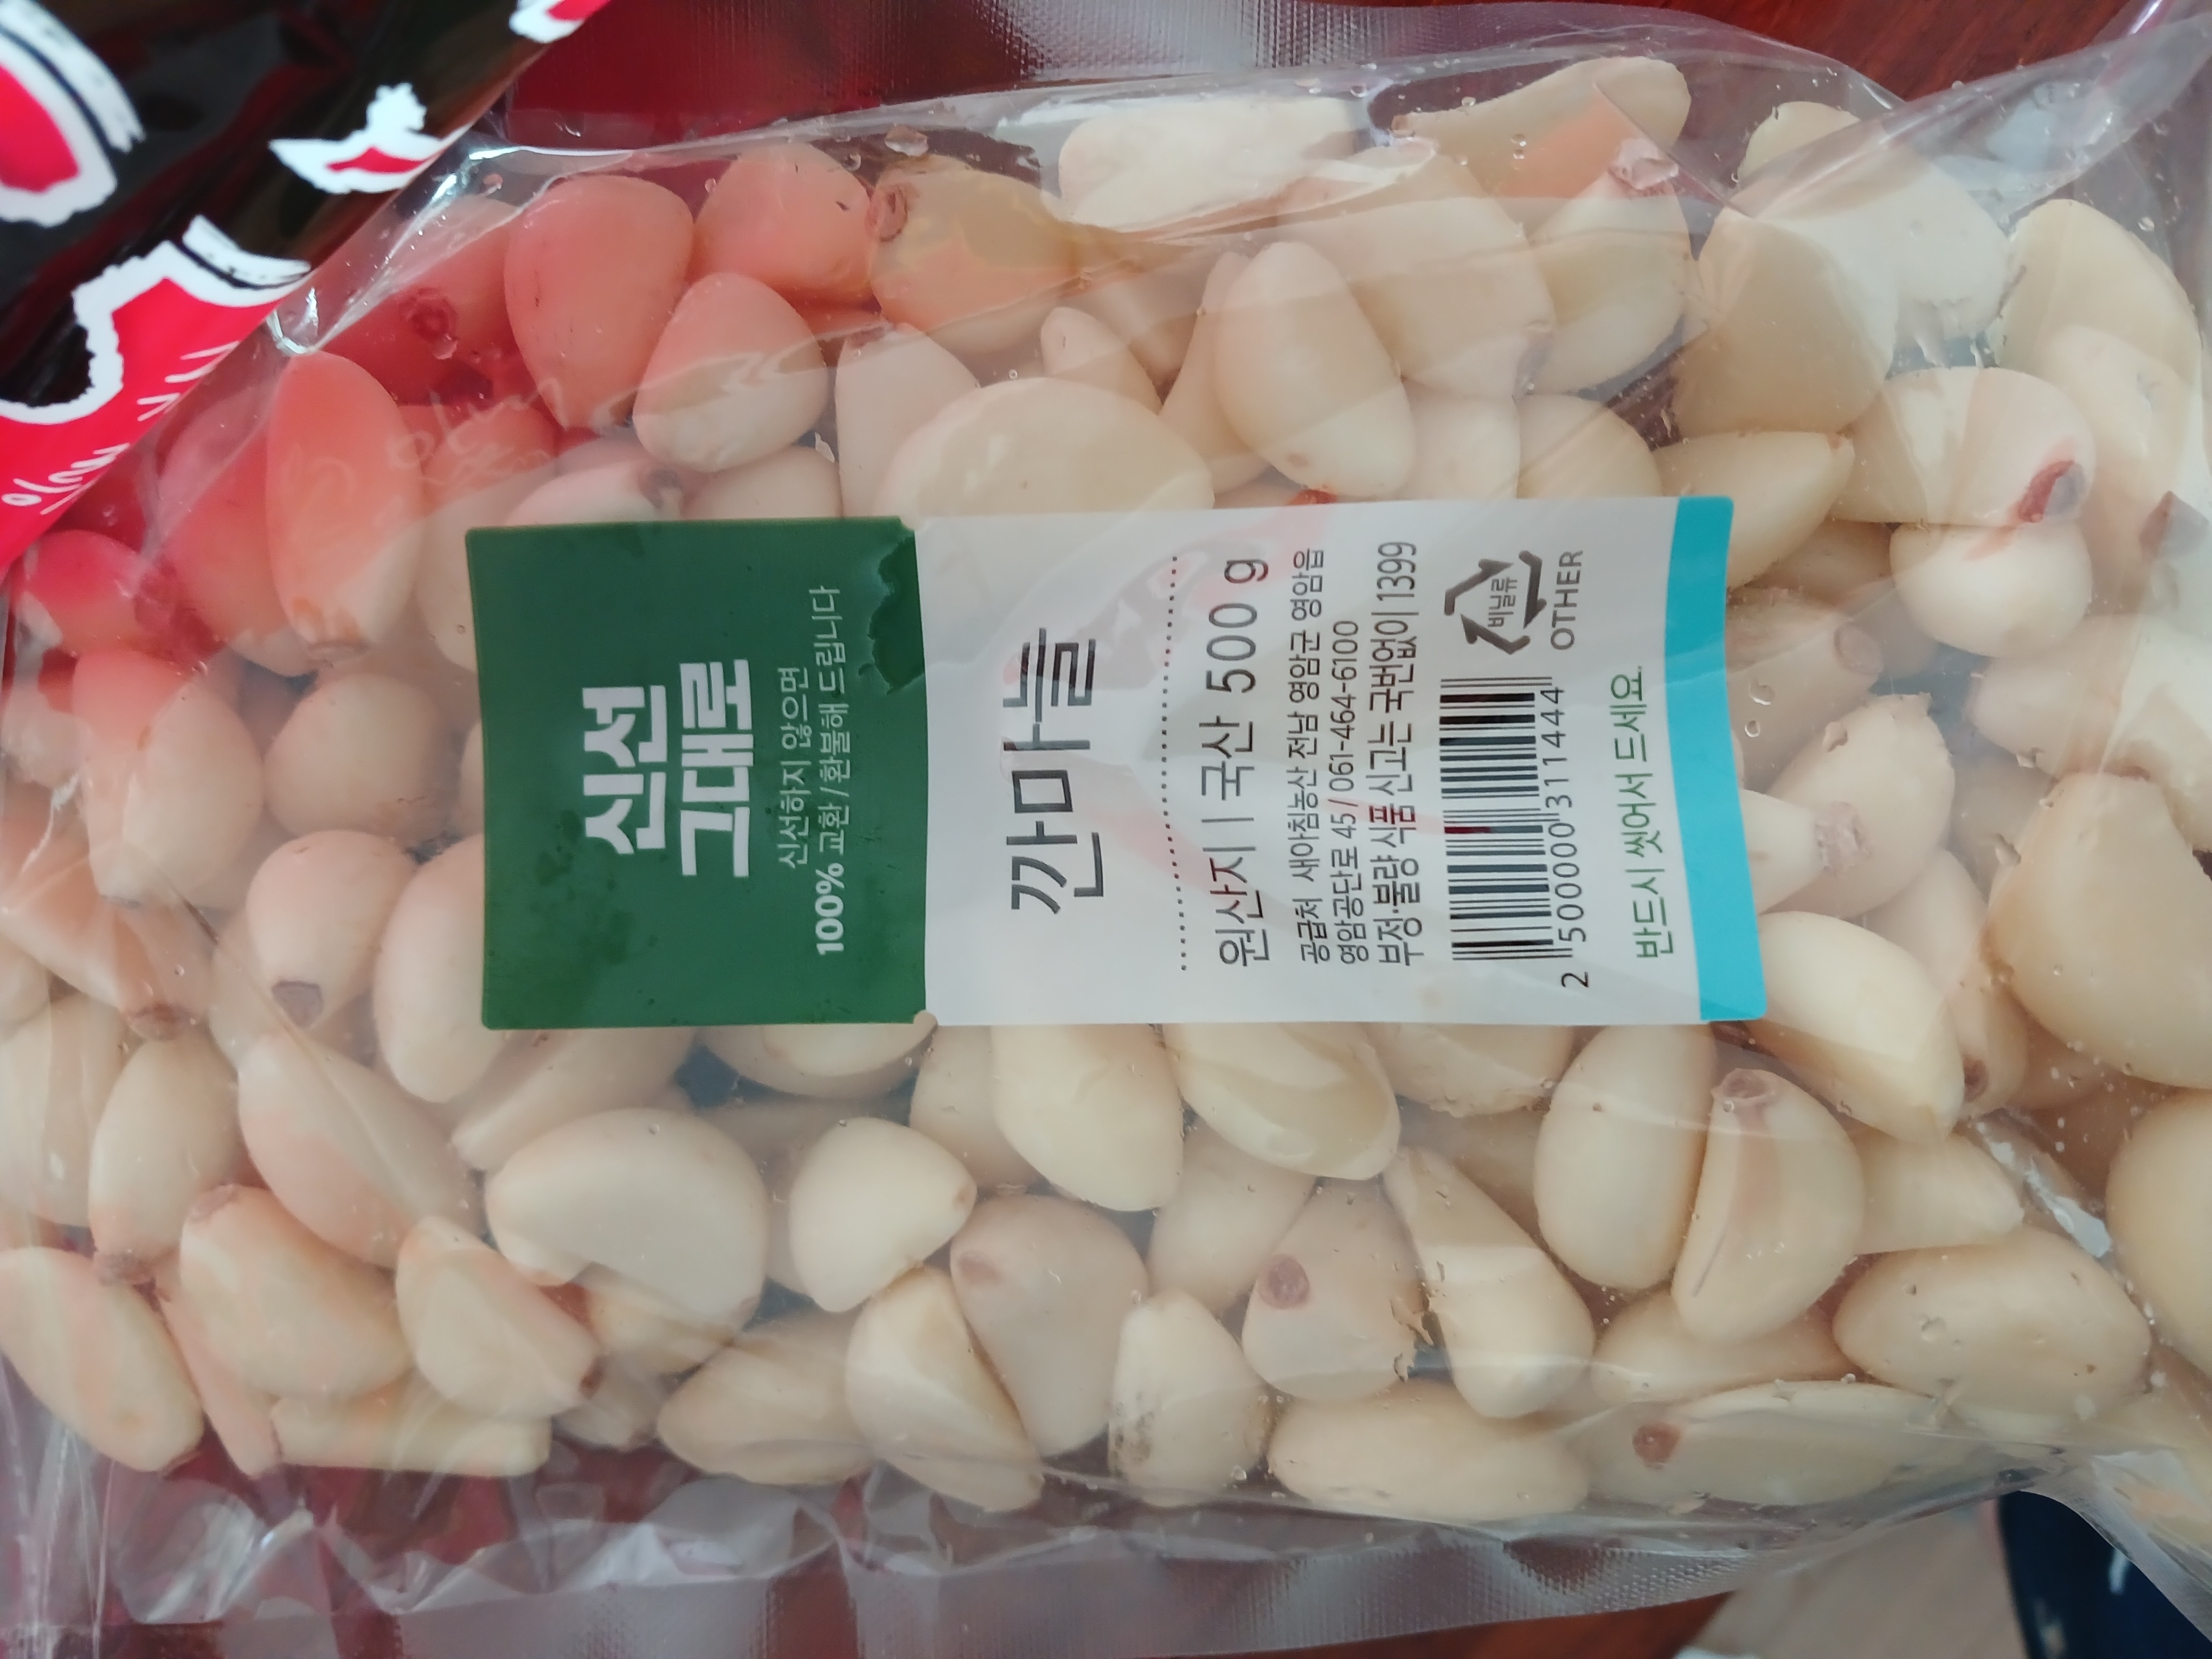 신선
그대로
신선하지 않으면
100% 교환/환불해 드립니다
깐마늘
원산지 | 국산 500 g
공급처 새아침농산 전남 영암군 영암읍
영암공단로 45 / 061-464-6100
부정·불량 식품 신고는 국번없이 1399
비닐류
OTHER
2 500000 311444
반드시 씻어서 드세요.